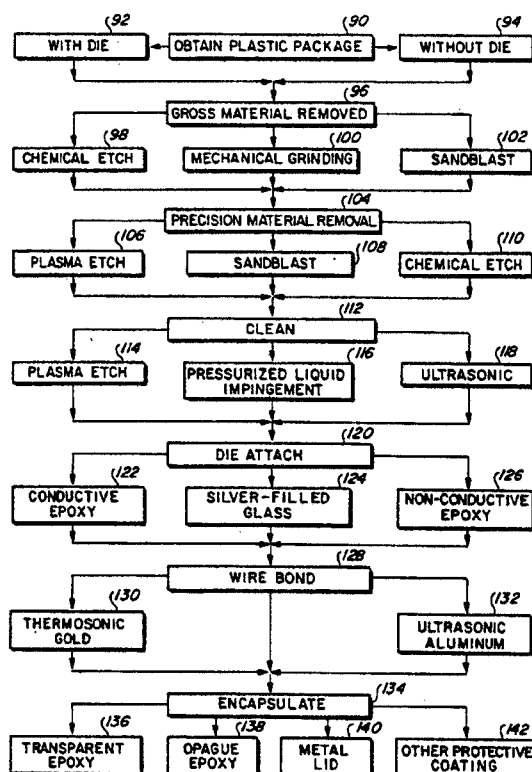 92
90
94
WITH DIE
OBTAIN PLASTIC PACKAGE
WITHOUT DIE
96
GROSS MATERIAL REMOVED
98
100
102
CHEMICAL ETCH
MECHANICAL GRINDING
SANDBLAST
104
PRECISION MATERIAL REMOVAL
106
108
110
PLASMA ETCH
SANDBLAST
CHEMICAL ETCH
112
CLEAN
114
116
118
PLASMA ETCH
PRESSURIZED LIQUID
IMPINGEMENT
ULTRASONIC
120
DIE ATTACH
122
124
126
CONDUCTIVE
EPOXY
SILVER-FILLED
GLASS
NON-CONDUCTIVE
EPOXY
128
WIRE BOND
130
132
THERMOSONIC
GOLD
ULTRASONIC
ALUMINUM
134
ENCAPSULATE
136
138
140
142
TRANSPARENT
EPOXY
OPAGUE
EPOXY
METAL
LID
OTHER PROTECTIVE
COATING